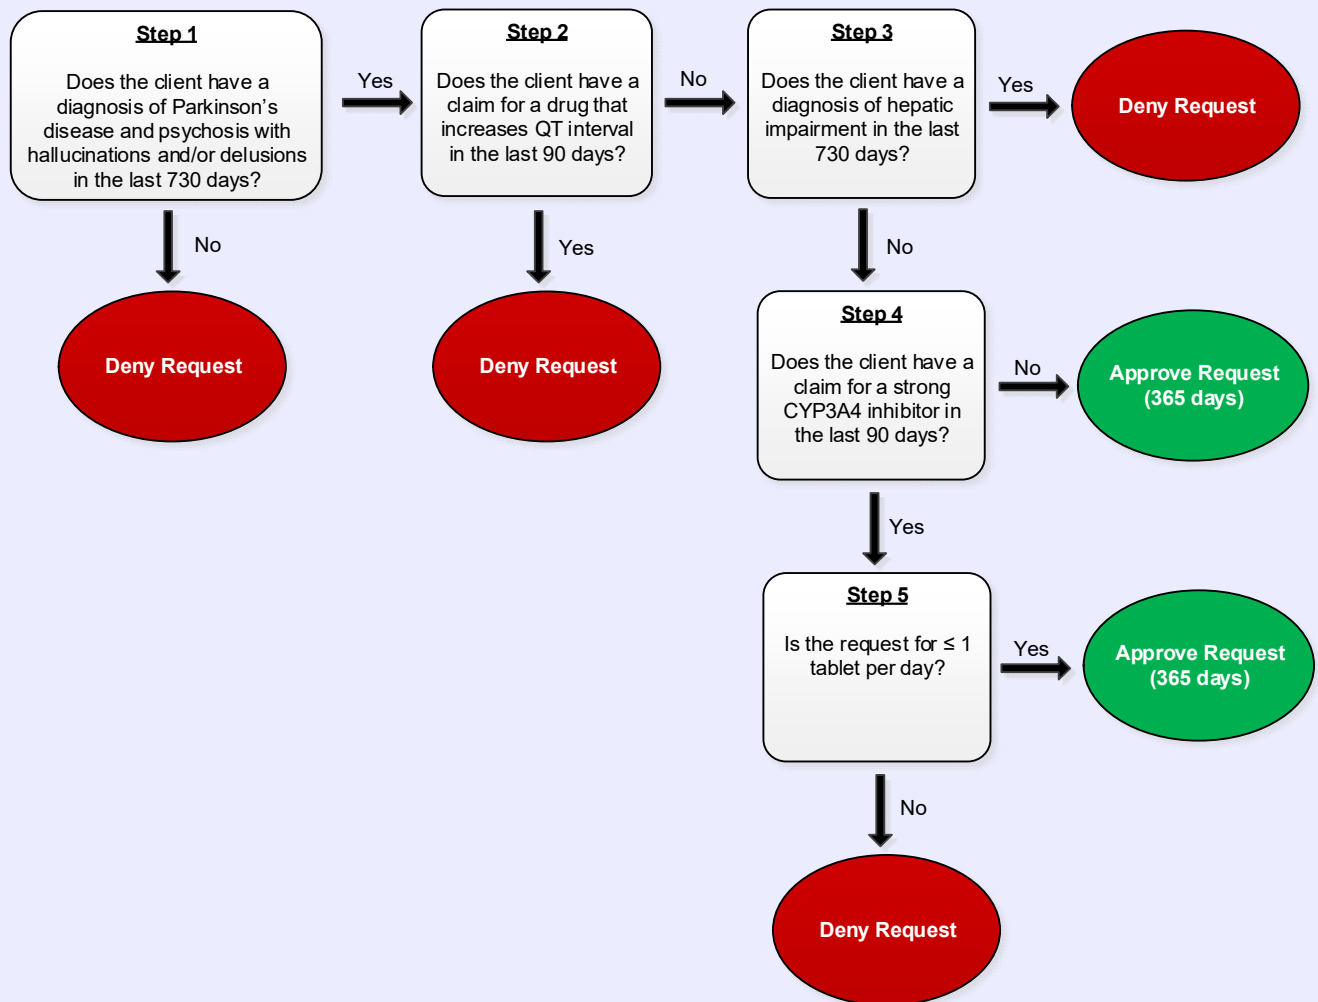 Step 1
Does the client have a
diagnosis of Parkinson’s
disease and psychosis with
hallucinations and/or delusions
in the last 730 days?
Yes
No
Deny Request
Step 2
Does the client have a
claim for a drug that
increases QT interval
in the last 90 days?
No
Yes
Deny Request
Step 3
Does the client have a
diagnosis of hepatic
impairment in the last
730 days?
Yes
Deny Request
No
Step 4
Does the client have a
claim for a strong
CYP3A4 inhibitor in
the last 90 days?
No
Approve Request
(365 days)
Yes
Step 5
Is the request for ≤ 1
tablet per day?
Yes
Approve Request
(365 days)
No
Deny Request